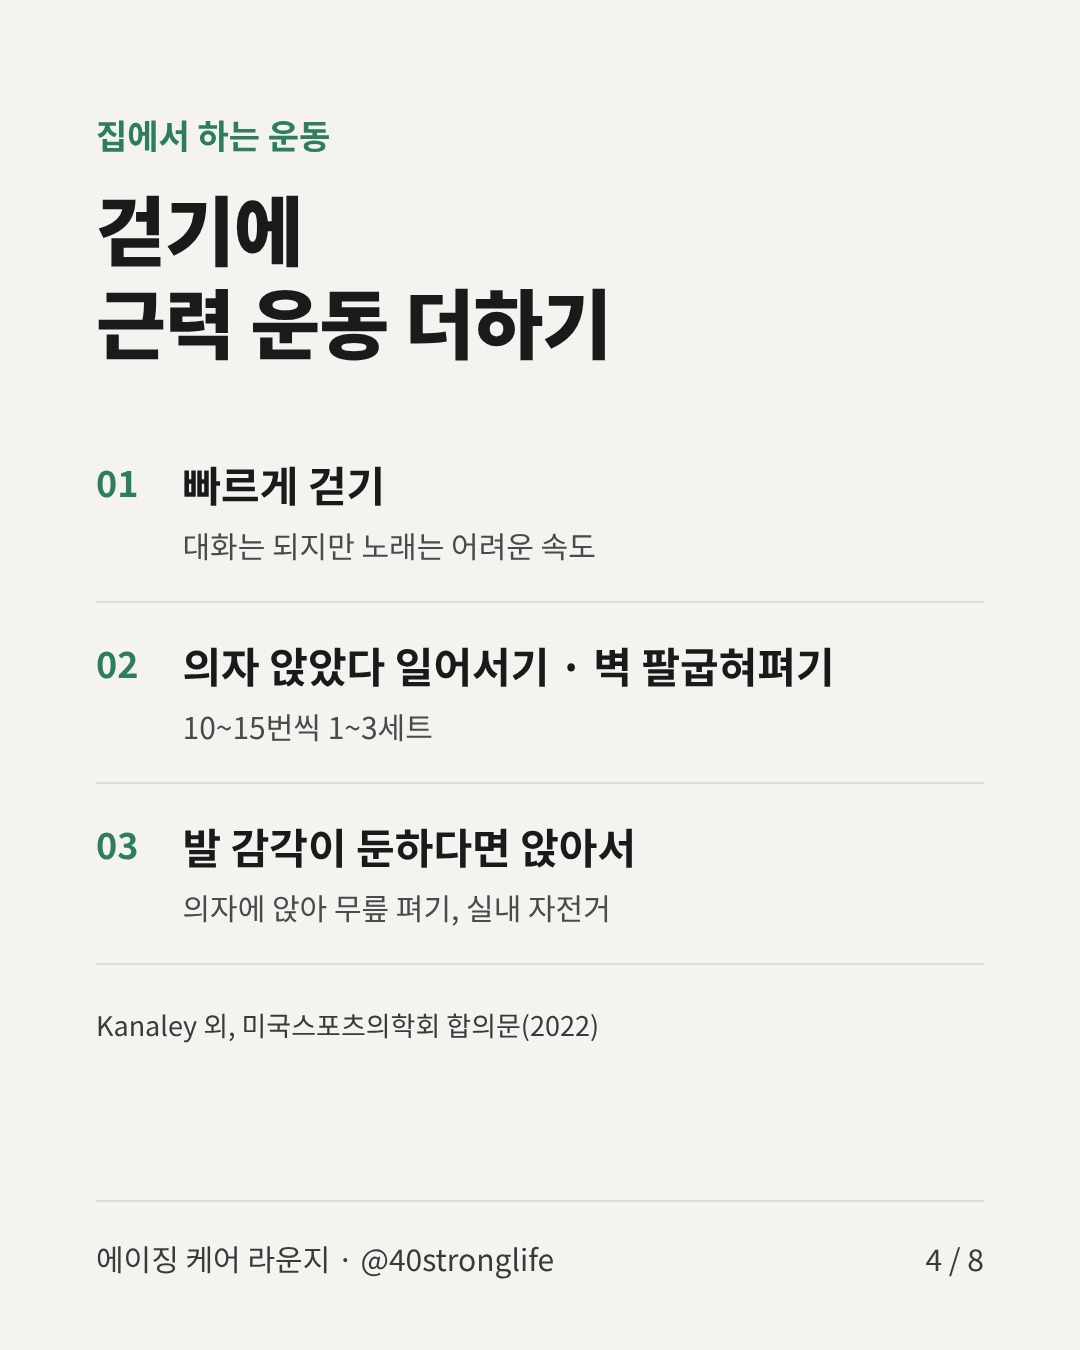 집에서 하는 운동
걷기에
근력 운동 더하기
01 빠르게 걷기
대화는 되지만 노래는 어려운 속도
02 의자 앉았다 일어서기 · 벽 팔굽혀펴기
10~15번씩 1~3세트
03 발 감각이 둔하다면 앉아서
의자에 앉아 무릎 펴기, 실내 자전거
Kanaley 외, 미국스포츠의학회 합의문(2022)
에이징 케어 라운지 · @40stronglife 4 / 8